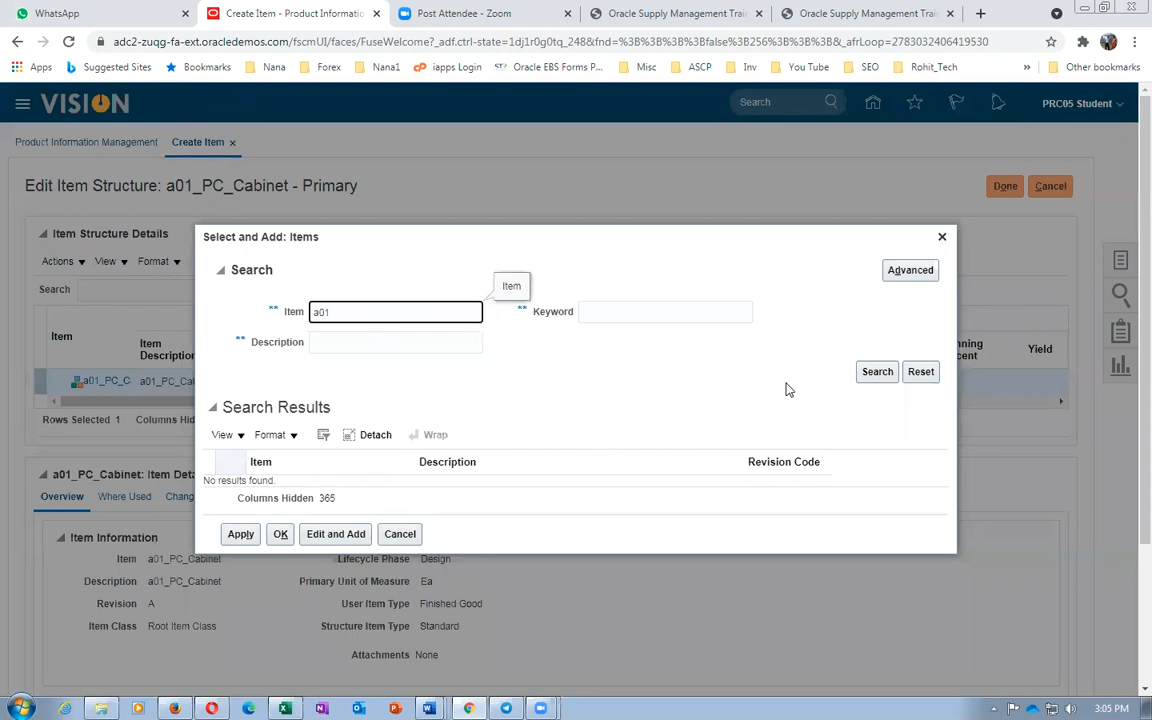 WhatsApp
Create Item - Product Informatio
Post Attendee - Zoom
Oracle Supply Management Trai
Oracle Supply Management Trai
adc2-zuqg-fa-ext.oracledemos.com/fscmUI/faces/FuseWelcome?_adf.ctrl-state=1dj1r0g0tq_248&fnd=%3B%3B%3B%3Bfalse%3B256%3B%3B%3B&_afrLoop=2783032406419530
Apps
Suggested Sites
Bookmarks
Nana
Forex
Nana1
iapps Login
Oracle EBS Forms P...
Misc
ASCP
Inv
You Tube
SEO
Rohit_Tech
»
Other bookmarks
VISION
Search
PRC05 Student
Product Information Management
Create Item
Edit Item Structure: a01_PC_Cabinet - Primary
Done
Cancel
Item Structure Details
Actions
View
Format
Search
Item
Item
Description
Yield
a01_PC_C
a01_PC_Cal
Rows Selected 1
Columns Hidden
a01_PC_Cabinet: Item Deta
Overview
Where Used
Chang
Item Information
Item a01_PC_Cabinet
Description a01_PC_Cabinet
Revision A
Item Class Root Item Class
Lifecycle Phase Design
Primary Unit of Measure Ea
User Item Type Finished Good
Structure Item Type Standard
Attachments None
Select and Add: Items
Search
Advanced
Item
** Item a01
** Keyword
** Description
Search
Reset
Search Results
View
Format
Detach
Wrap
Item
Description
Revision Code
No results found.
Columns Hidden 365
Apply
OK
Edit and Add
Cancel
3:05 PM